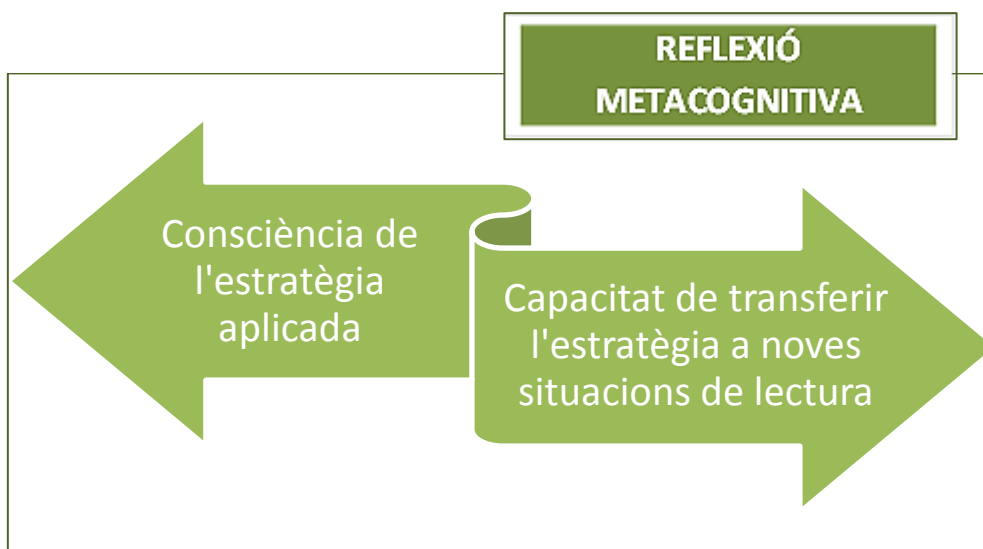 REFLEXIÓ
METACOGNITIVA
Consciència de
l'estratègia
aplicada
Capacitat de transferir
l'estratègia a noves
situacions de lectura